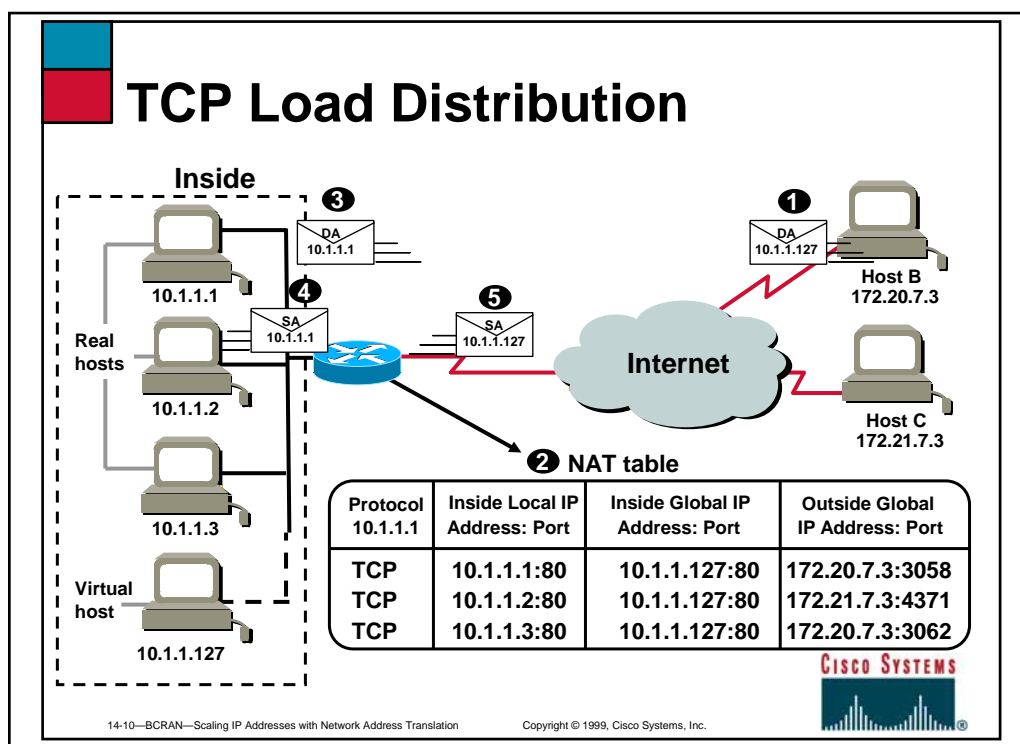 TCP Load Distribution
Inside
3
DA
10.1.1.1
1
DA
10.1.1.127
Host B
172.20.7.3
10.1.1.1
4
SA
10.1.1.1
5
SA
10.1.1.127
Real
hosts
Internet
10.1.1.2
Host C
172.21.7.3
2 NAT table
10.1.1.3
Virtual
host
10.1.1.127
Protocol
10.1.1.1
Inside Local IP
Address: Port
Inside Global IP
Address: Port
Outside Global
IP Address: Port
TCP 10.1.1.1:80 10.1.1.127:80 172.20.7.3:3058
TCP 10.1.1.2:80 10.1.1.127:80 172.21.7.3:4371
TCP 10.1.1.3:80 10.1.1.127:80 172.20.7.3:3062
CISCO SYSTEMS
®
14-10—BCRAN—Scaling IP Addresses with Network Address Translation
Copyright © 1999, Cisco Systems, Inc.